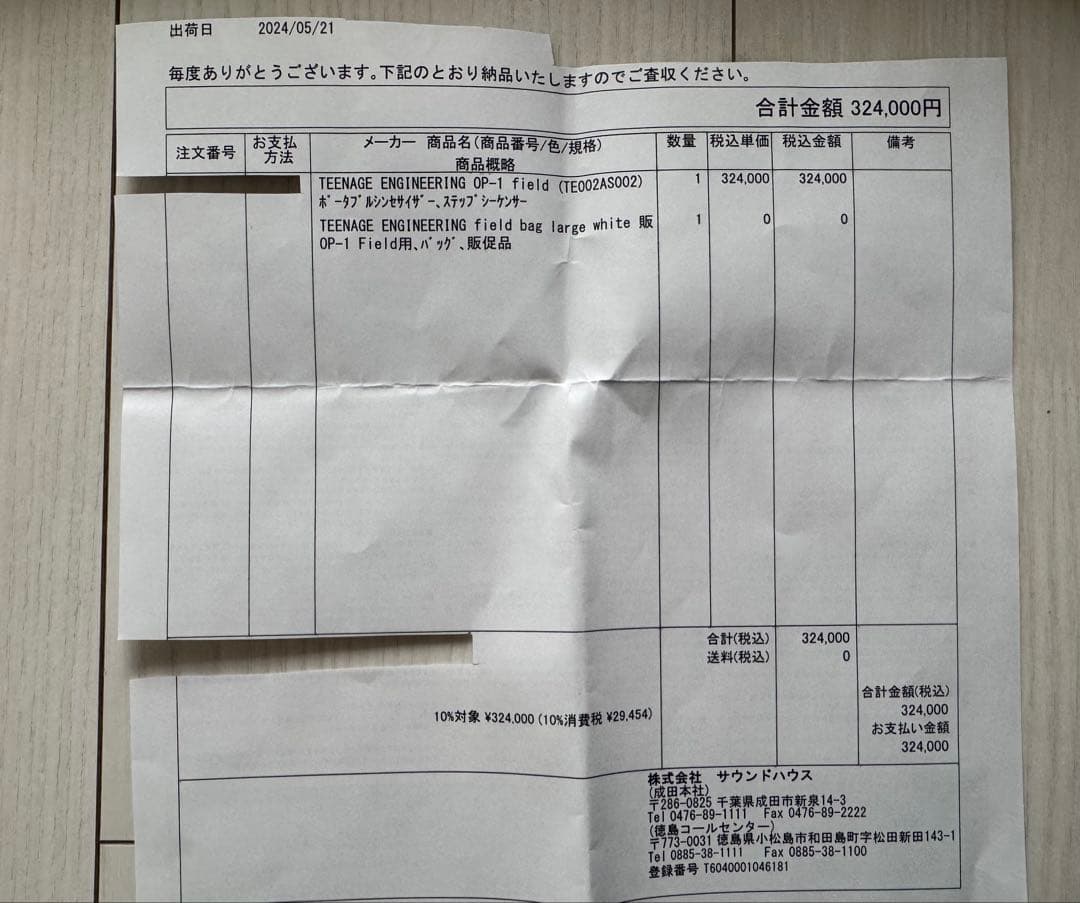 出荷日 2024/05/21
毎度ありがとうございます。下記のとおり納品いたしますのでご査収ください。
合計金額 324,000円
注文番号 お支払方法 メーカー 商品名(商品番号/色/規格) 商品概略 数量 税込単価 税込金額 備考
TEENAGE ENGINEERING OP-1 field (TE002AS002) 1 324,000 324,000
ﾎﾟｰﾀﾌﾞﾙｼﾝｾｻｲｻﾞｰ、ｽﾃｯﾌﾟｼｰｹﾝｻｰ
TEENAGE ENGINEERING field bag large white 販 1 0 0
OP-1 Field用、ﾊﾞｯｸﾞ、販促品
合計(税込) 324,000
送料(税込) 0
合計金額(税込)
324,000
10%対象 ¥324,000 (10%消費税 ¥29,454)
お支払い金額
324,000
株式会社 サウンドハウス
(成田本社)
〒286-0825 千葉県成田市新泉14-3
Tel 0476-89-1111 Fax 0476-89-2222
(徳島コールセンター)
〒773-0031 徳島県小松島市和田島町字松田新田143-1
Tel 0885-38-1111 Fax 0885-38-1100
登録番号 T6040001046181